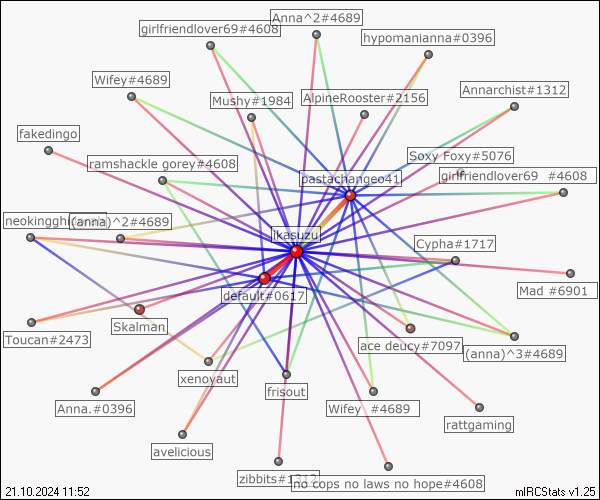 Anna^2#4689
girlfriendlover69#4608
hypomanianna#0396
Wifey#4689
Annarchist#1312
Mushy#1984
AlpineRooster#2156
fakedingo
Soxy Foxy#5076
ramshackle gorey#4608
pastachangeo41
girlfriendlover69 #4608
(anna)^2#4689
ikasuzu
Cypha#1717
default#0617
Mad #6901
Skalman
Toucan#2473
ace deucy#7097
(anna)^3#4689
xenoyaut
frisout
Anna.#0396
Wifey #4689
rattgaming
avelicious
zibbits#1312
no cops no laws no hope#4608
21.10.2024 11:52
mIRCStats v1.25